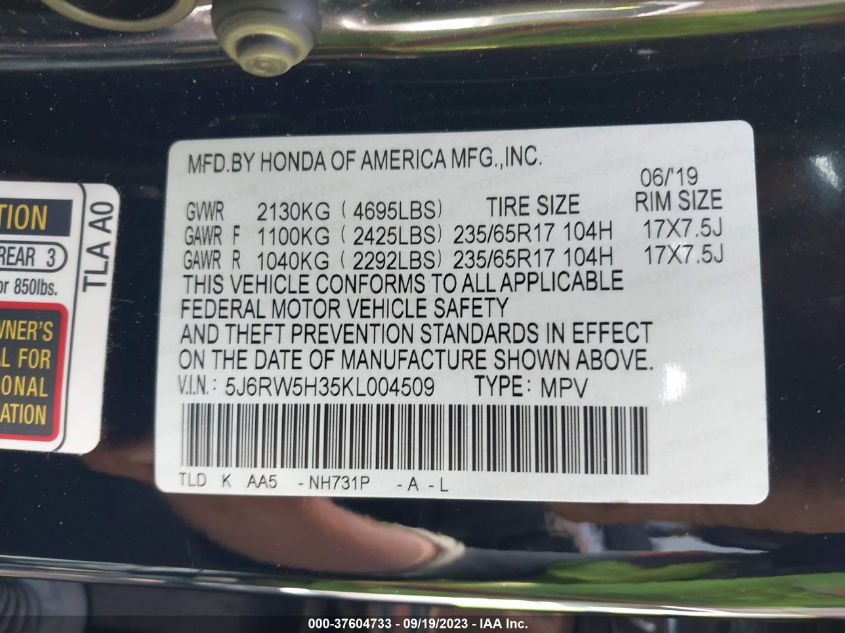 MFD.BY HONDA OF AMERICA MFG.,INC.
06/'19
GVWR 2130KG ( 4695LBS) TIRE SIZE RIM SIZE
GAWR F 1100KG ( 2425LBS) 235/65R17 104H 17X7.5J
GAWR R 1040KG ( 2292LBS) 235/65R17 104H 17X7.5J
THIS VEHICLE CONFORMS TO ALL APPLICABLE
FEDERAL MOTOR VEHICLE SAFETY
AND THEFT PREVENTION STANDARDS IN EFFECT
ON THE DATE OF MANUFACTURE SHOWN ABOVE.
V.I.N.: 5J6RW5H35KL004509 TYPE: MPV
TLD K AA5 -NH731P -A-L
TION
REAR 3
or 850lbs.
WNER'S
AL FOR
IONAL
ATION
TLA A0
000-37604733 - 09/19/2023 - IAA Inc.